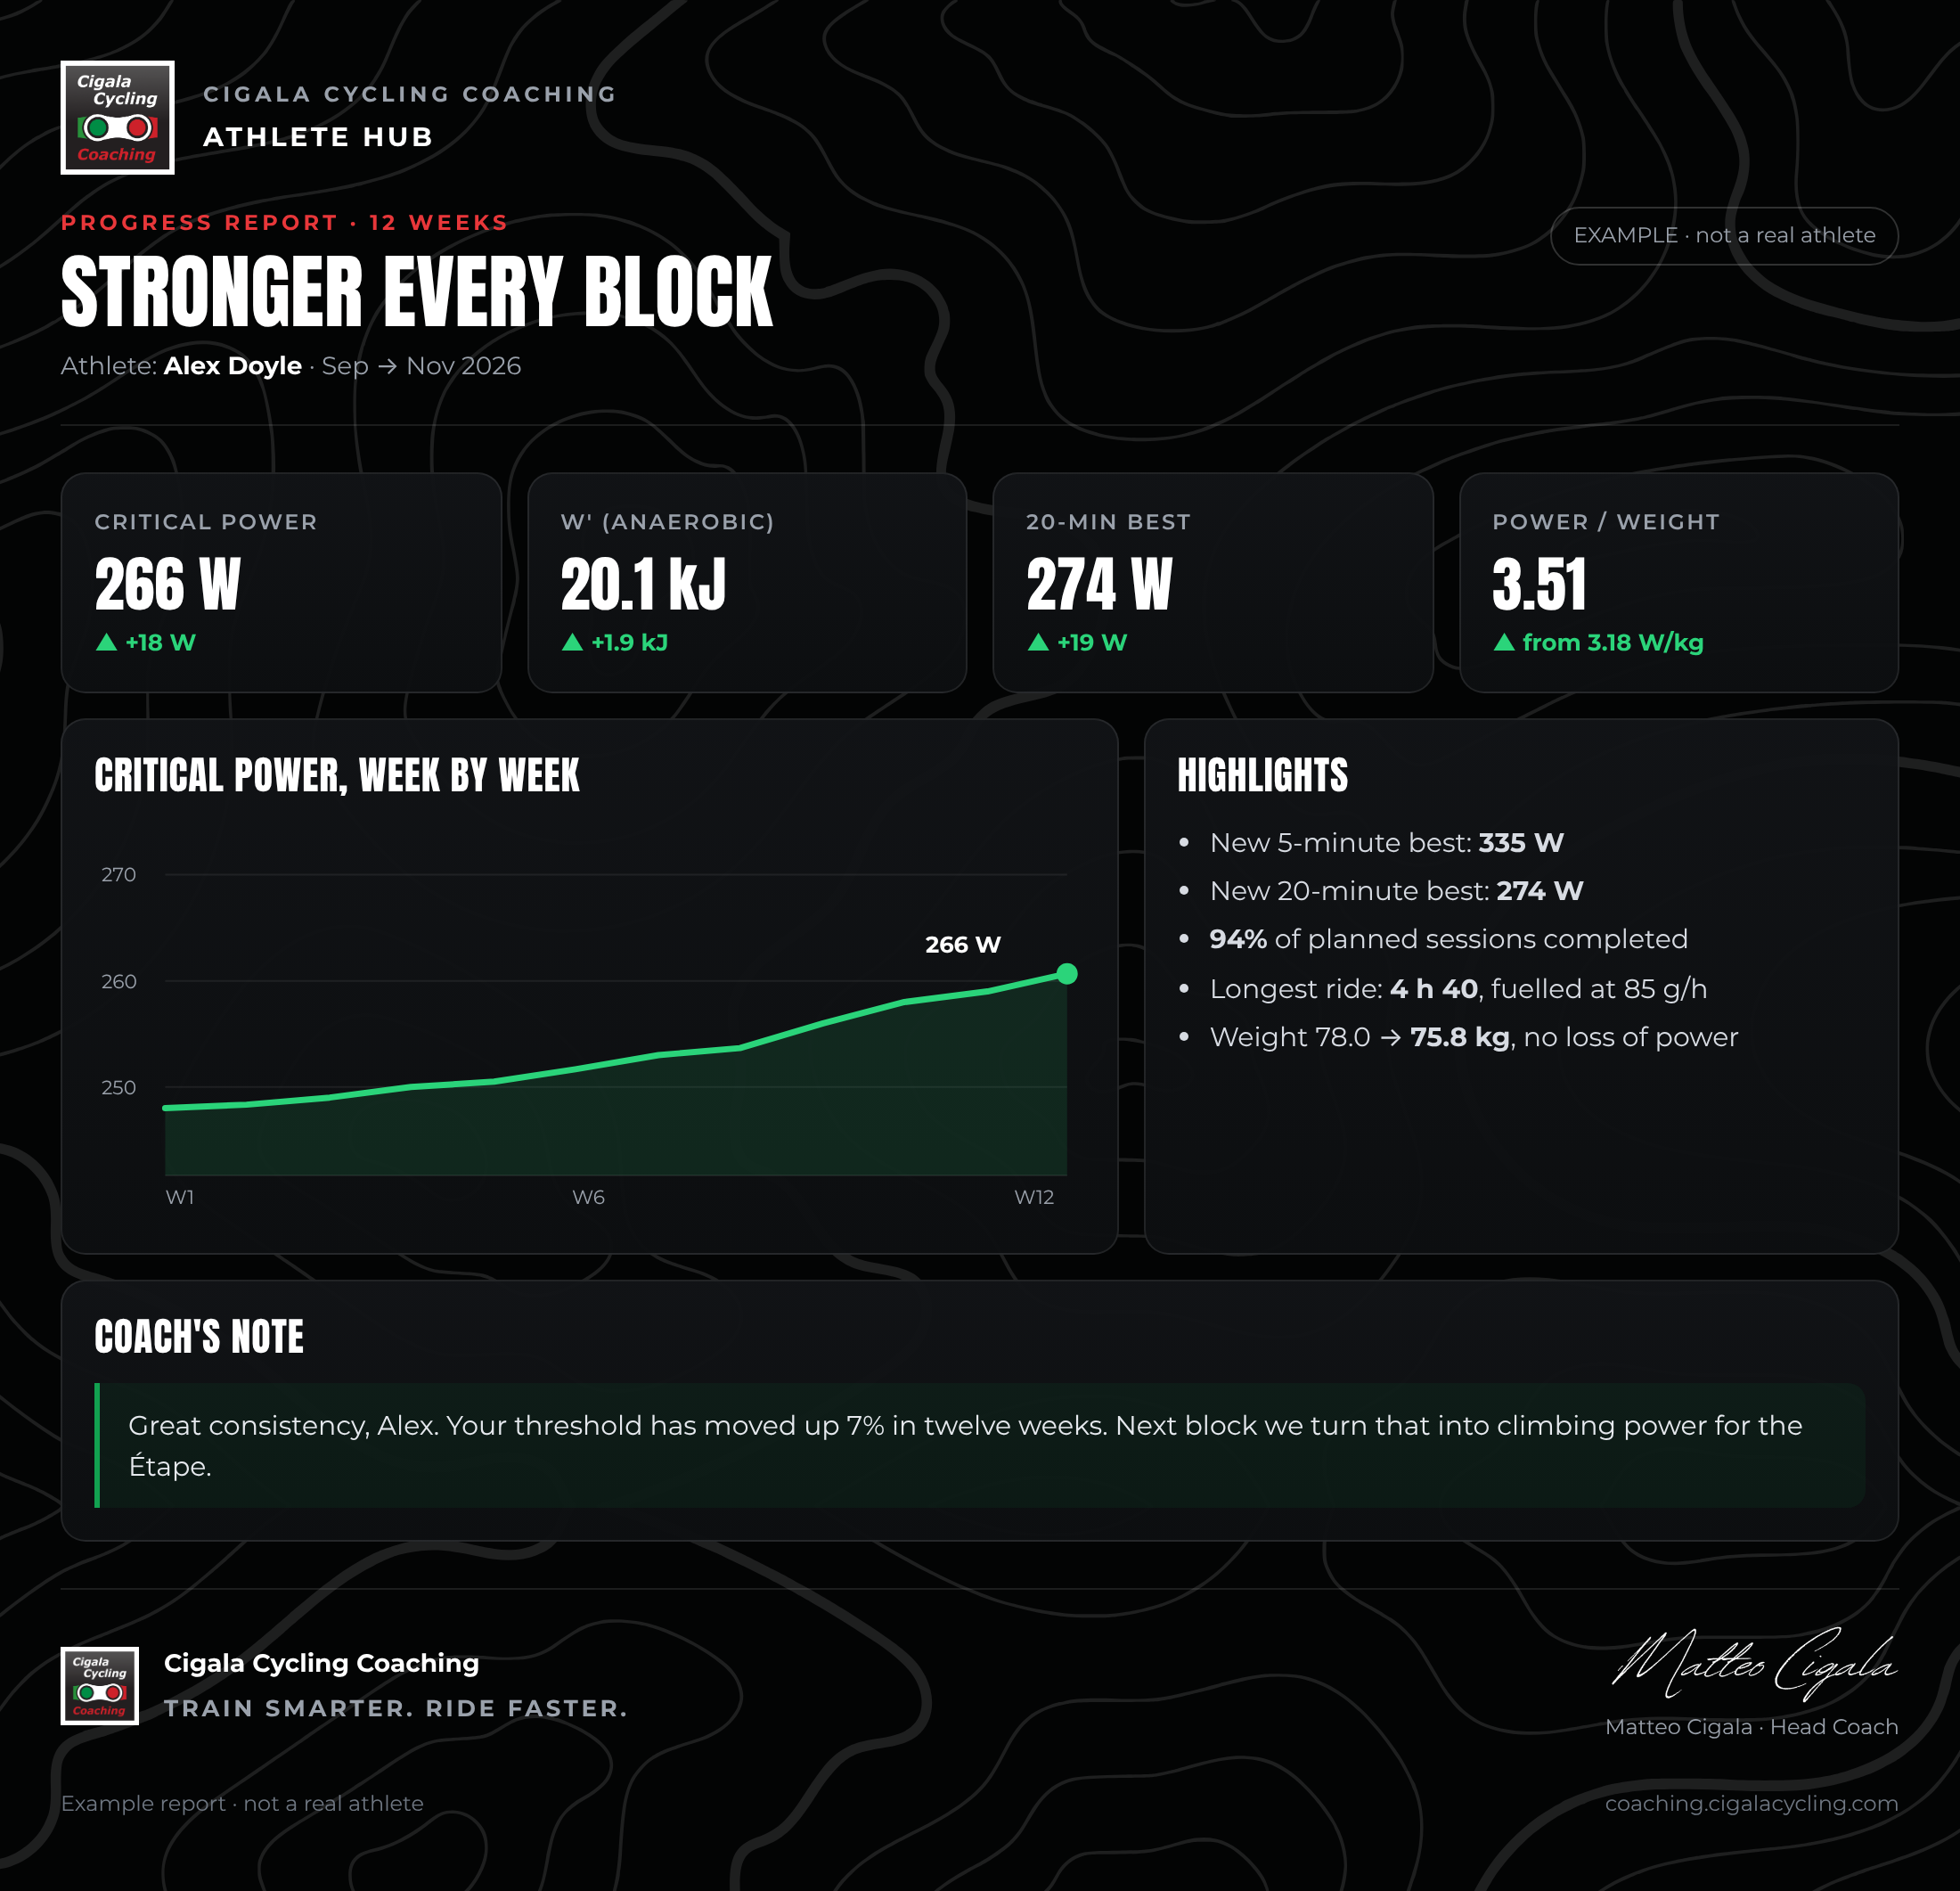 Cigala
Cycling
Coaching
CIGALA CYCLING COACHING
ATHLETE HUB
PROGRESS REPORT · 12 WEEKS
EXAMPLE · not a real athlete
STRONGER EVERY BLOCK
Athlete: Alex Doyle · Sep → Nov 2026
CRITICAL POWER
266 W
▲ +18 W
W' (ANAEROBIC)
20.1 kJ
▲ +1.9 kJ
20-MIN BEST
274 W
▲ +19 W
POWER / WEIGHT
3.51
▲ from 3.18 W/kg
CRITICAL POWER, WEEK BY WEEK
270
266 W
260
250
W1 W6 W12
HIGHLIGHTS
• New 5-minute best: 335 W
• New 20-minute best: 274 W
• 94% of planned sessions completed
• Longest ride: 4 h 40, fuelled at 85 g/h
• Weight 78.0 → 75.8 kg, no loss of power
COACH'S NOTE
Great consistency, Alex. Your threshold has moved up 7% in twelve weeks. Next block we turn that into climbing power for the
Étape.
Cigala
Cycling
Coaching
Cigala Cycling Coaching
TRAIN SMARTER. RIDE FASTER.
Matteo Cigala
Matteo Cigala · Head Coach
Example report · not a real athlete
coaching.cigalacycling.com